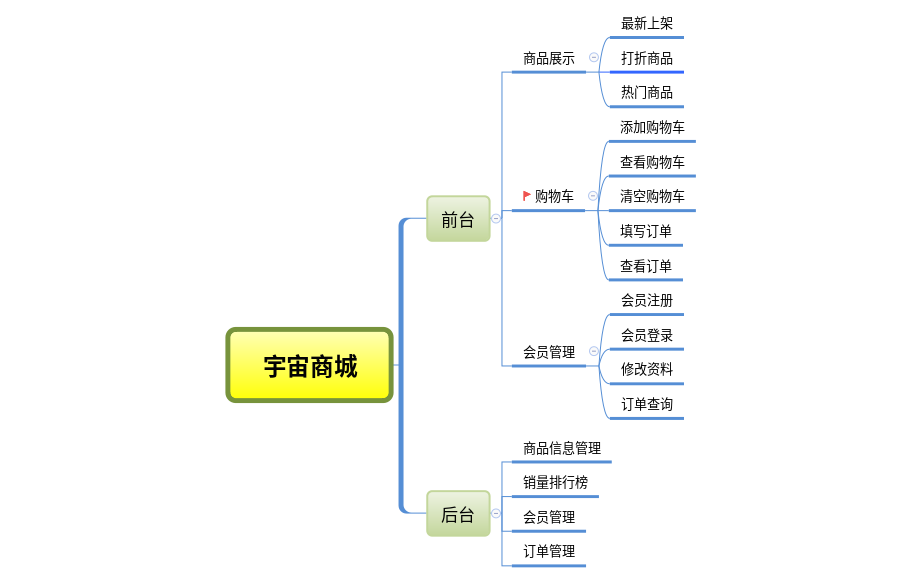 宇宙商城
前台
商品展示
最新上架
打折商品
热门商品
购物车
添加购物车
查看购物车
清空购物车
填写订单
查看订单
会员管理
会员注册
会员登录
修改资料
订单查询
后台
商品信息管理
销量排行榜
会员管理
订单管理